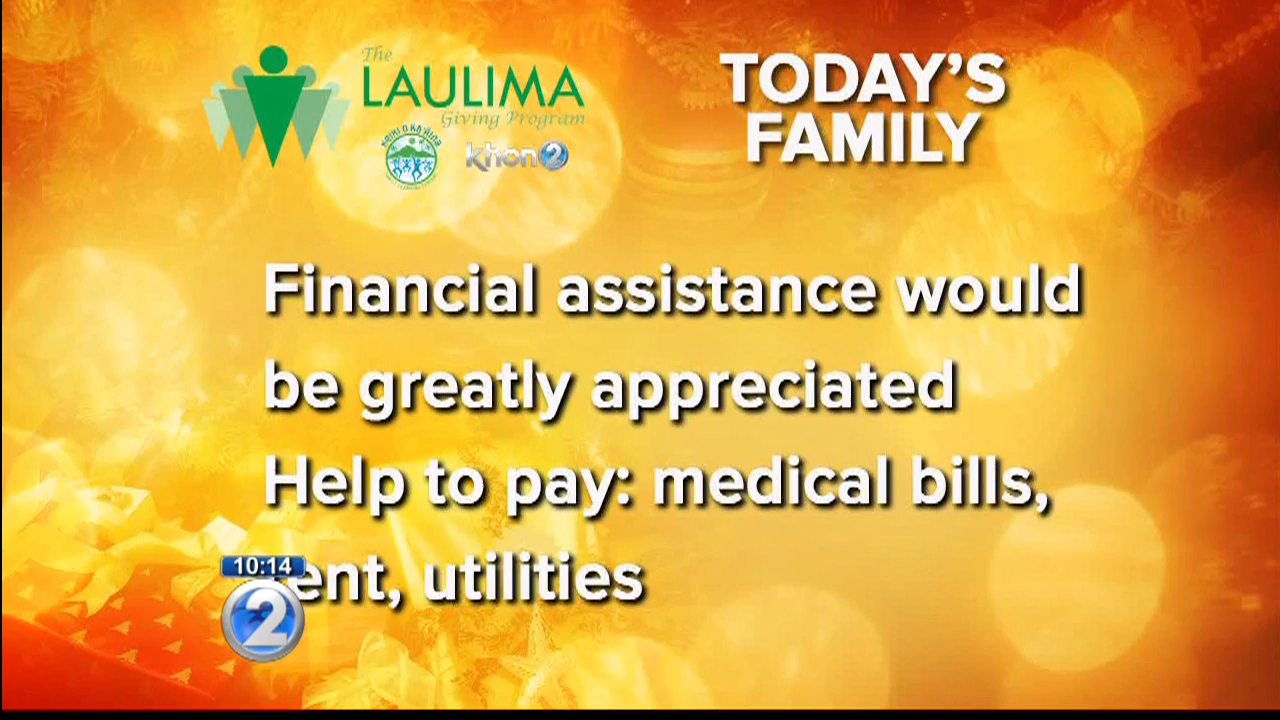 The
LAULIMA
Giving Program
khon2
TODAY'S
FAMILY
Financial assistance would
be greatly appreciated
Help to pay: medical bills,
ent, utilities
10:14
2